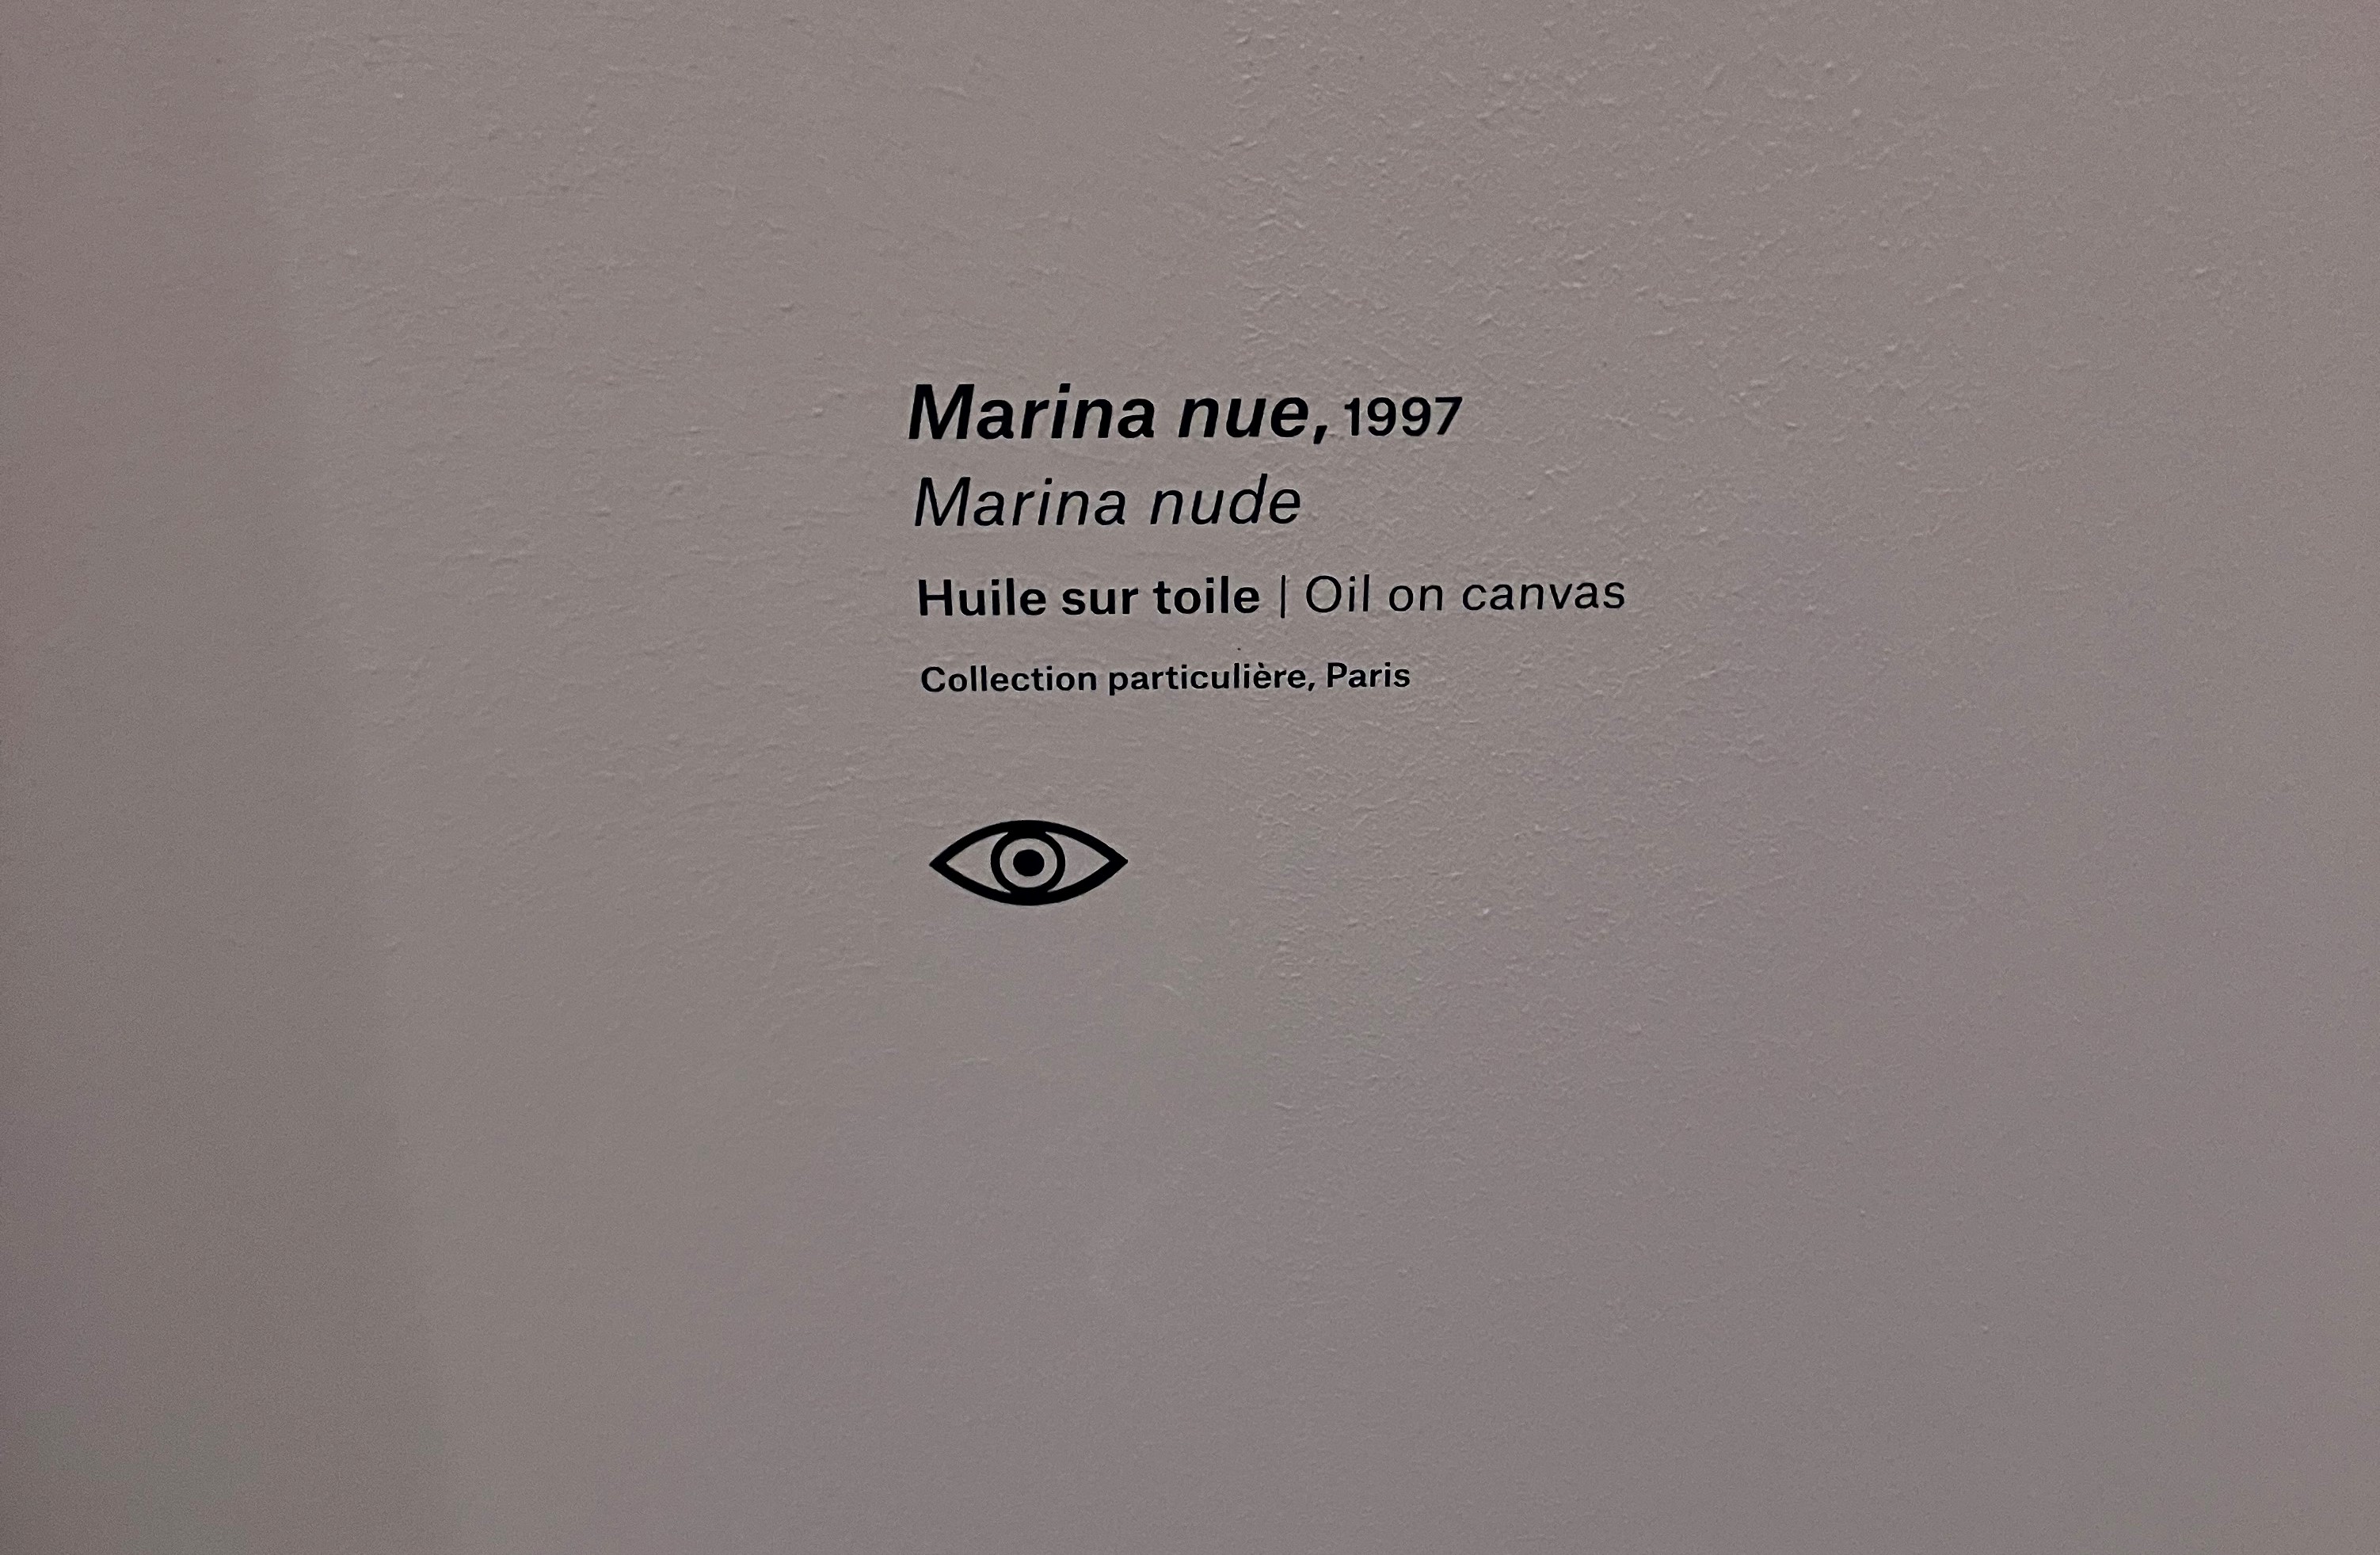 Marina nue, 1997
Marina nude
Huile sur toile | Oil on canvas
Collection particulière, Paris